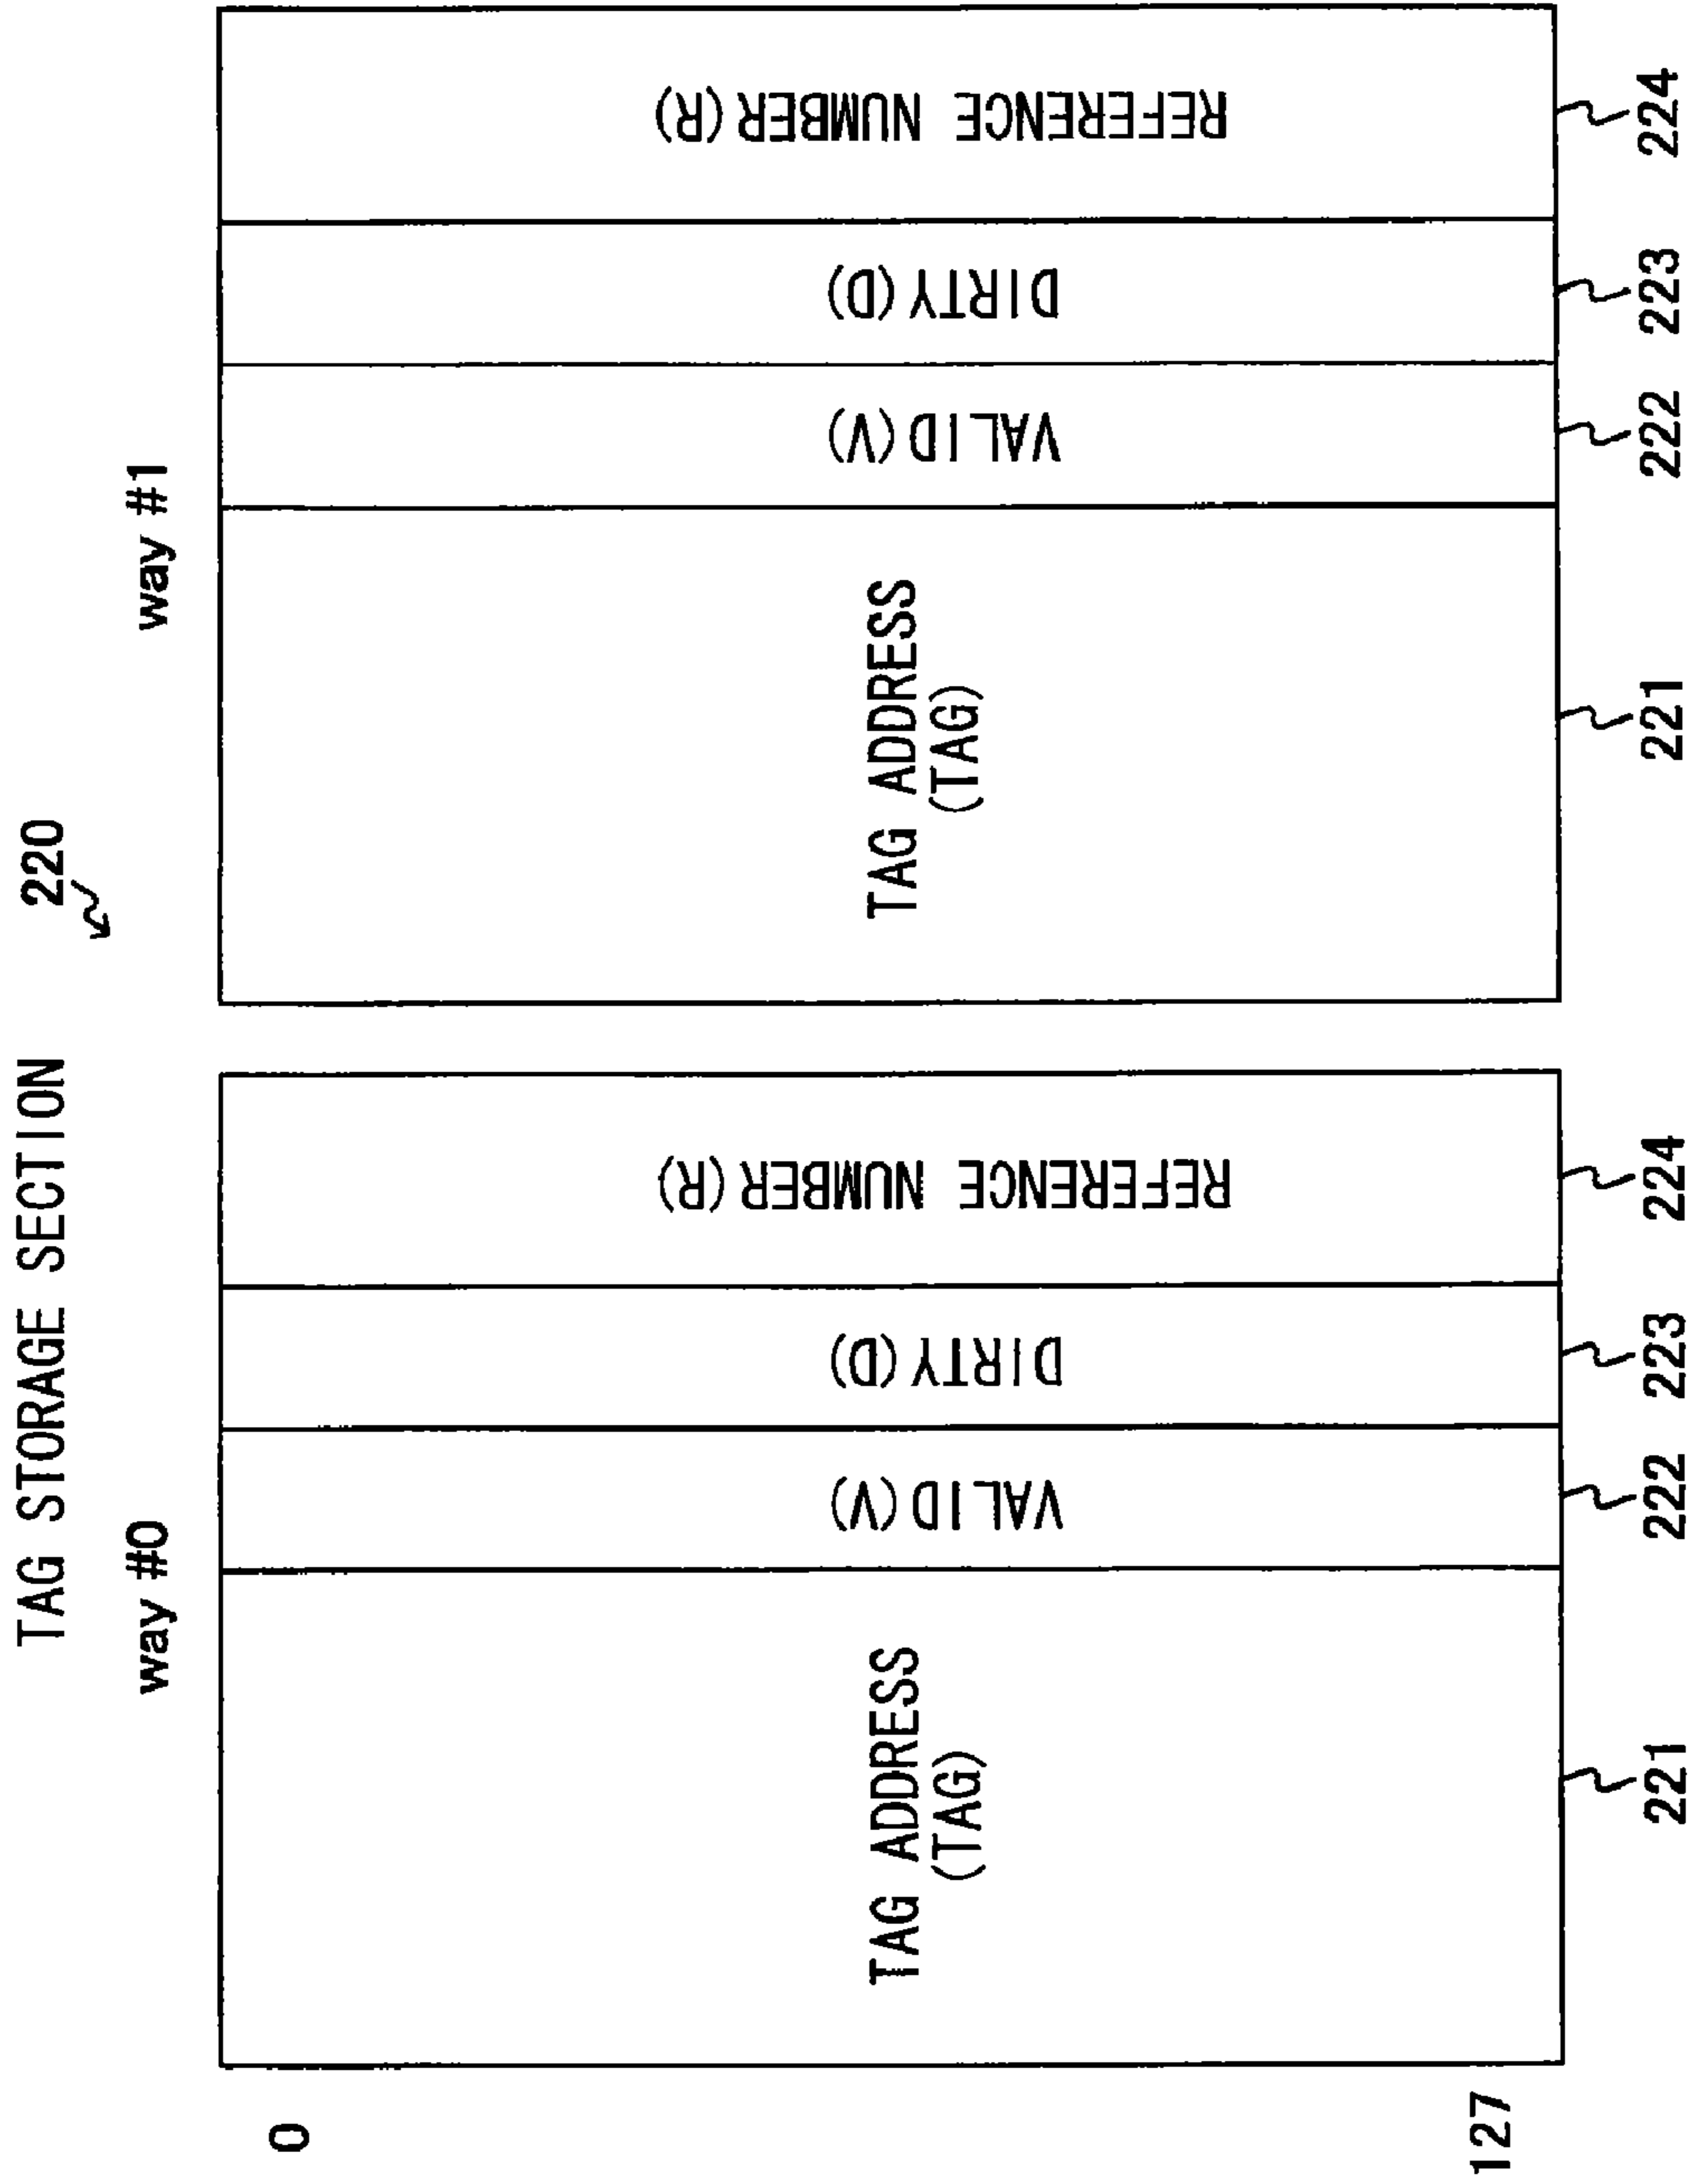 TAG STORAGE SECTION 220
way #0 way #1
0
127
TAG ADDRESS
(TAG)
VALID(V)
DIRTY(D)
REFERENCE NUMBER(R)
TAG ADDRESS
(TAG)
VALID(V)
DIRTY(D)
REFERENCE NUMBER(R)
221 222 223 224 221 222 223 224